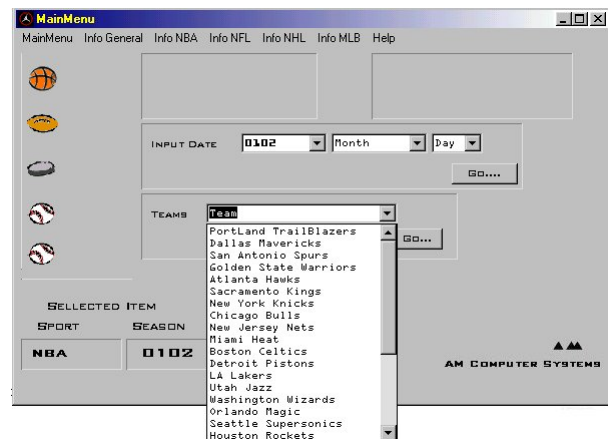 MainMenu
MainMenu Info General Info NBA Info NFL Info NHL Info MLB Help
INPUT DATE 0102 Month Day
GO....
TEAMS Team
GO...
PortLand TrailBlazers
Dallas Mavericks
San Antonio Spurs
Golden State Warriors
Atlanta Hawks
Sacramento Kings
New York Knicks
Chicago Bulls
New Jersey Nets
Miami Heat
Boston Celtics
Detroit Pistons
LA Lakers
Utah Jazz
Washington Wizards
Orlando Magic
Seattle Supersonics
Houston Rockets
SELLECTED ITEM
SPORT SEASON
NBA 0102
AM COMPUTER SYSTEMS